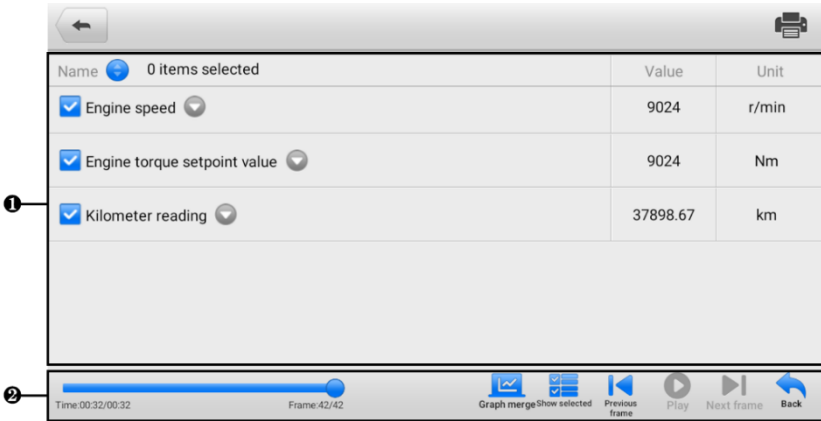 Name 0 items selected Value Unit
Engine speed 9024 r/min
Engine torque setpoint value 9024 Nm
❶
Kilometer reading 37898.67 km
❷
Time:00:32/00:32 Frame:42/42 Graph merge Show selected Previous frame Play Next frame Back